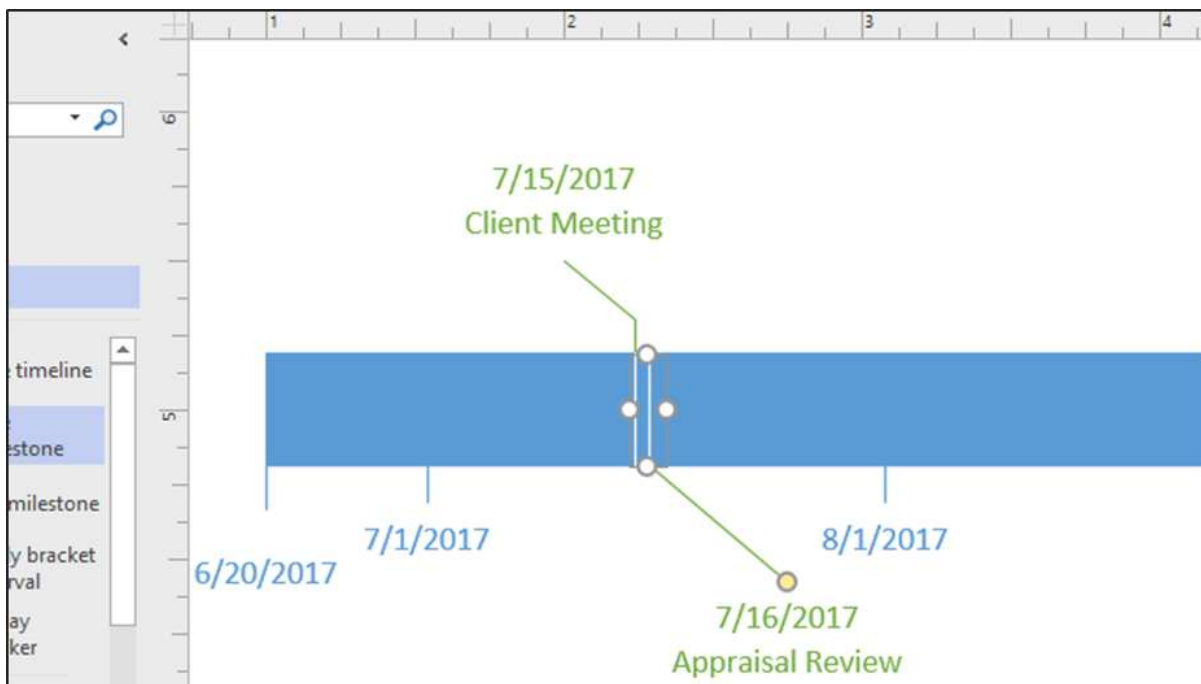 1 2 3 4
6
7/15/2017
Client Meeting
timeline
5
estone
milestone
7/1/2017
8/1/2017
y bracket
rval
6/20/2017
ay
ker
7/16/2017
Appraisal Review